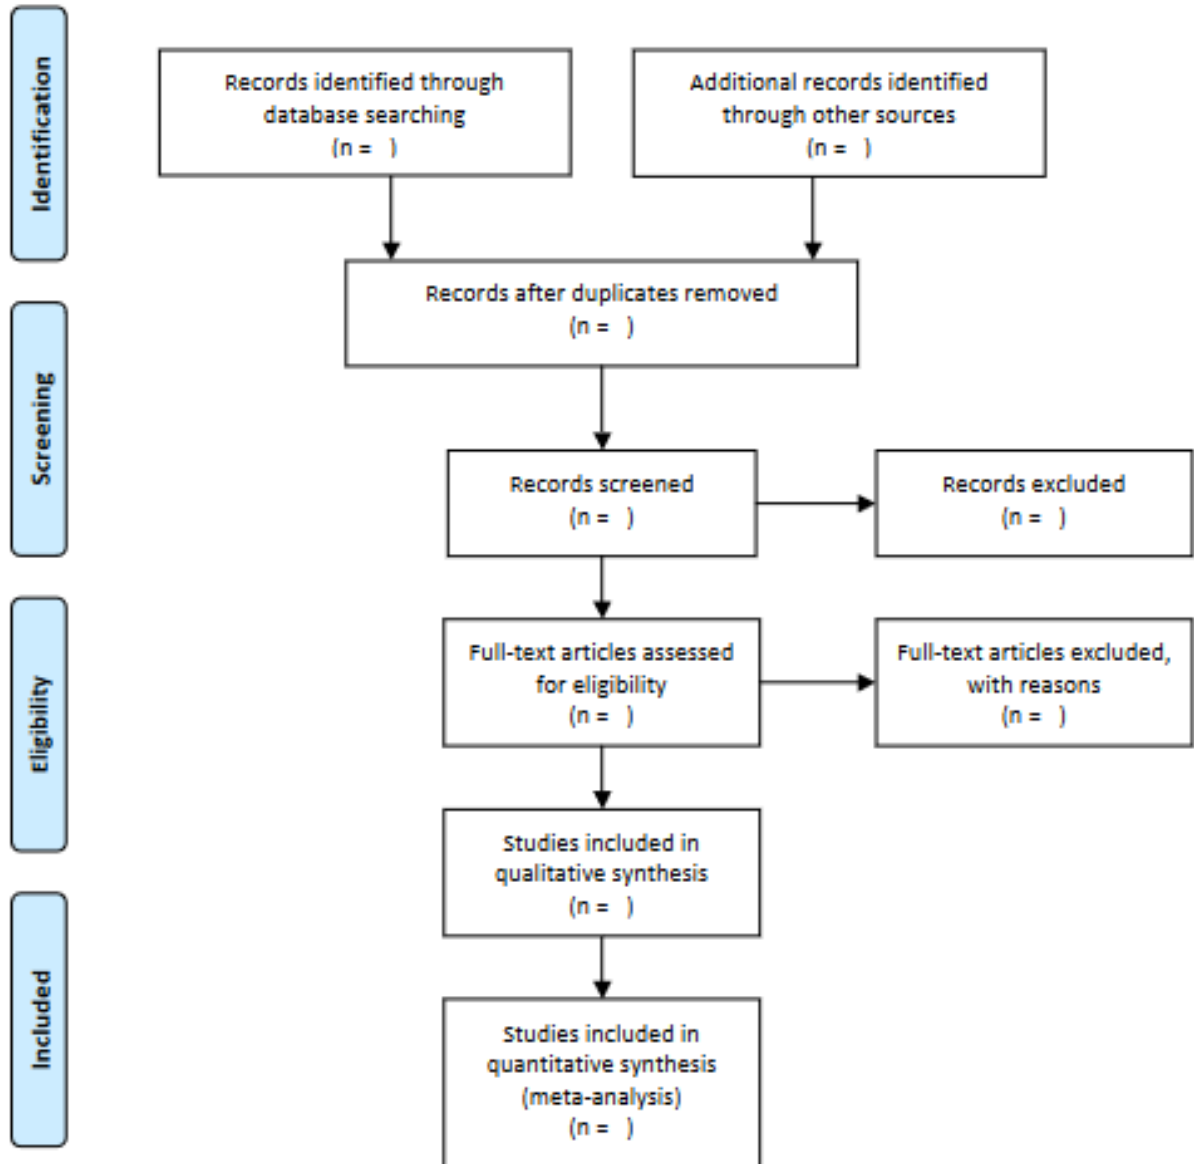 Identification
Records identified through
database searching
(n =   )
Additional records identified
through other sources
(n =   )
Records after duplicates removed
(n =   )
Screening
Records screened
(n =   )
Records excluded
(n =   )
Eligibility
Full-text articles assessed
for eligibility
(n =   )
Full-text articles excluded,
with reasons
(n =   )
Studies included in
qualitative synthesis
(n =   )
Included
Studies included in
quantitative synthesis
(meta-analysis)
(n =   )